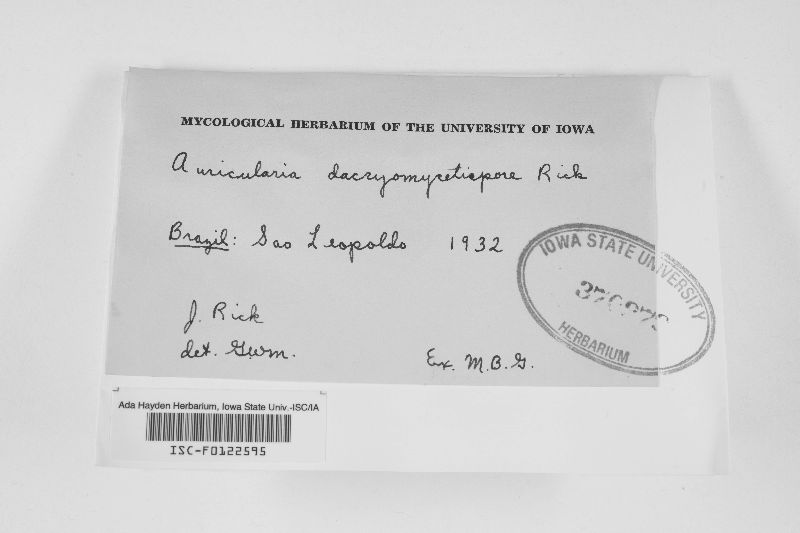 MYCOLOGICAL HERBARIUM OF THE UNIVERSITY OF IOWA
Auricularia dacryomycetispora Rick
Brazil: Sao Leopoldo 1932
IOWA STATE UNIVERSITY
HERBARIUM
J. Rick
det. GWM.
Ex. M.B.G.
Ada Hayden Herbarium, Iowa State Univ.-ISC/IA
ISC-F0122595